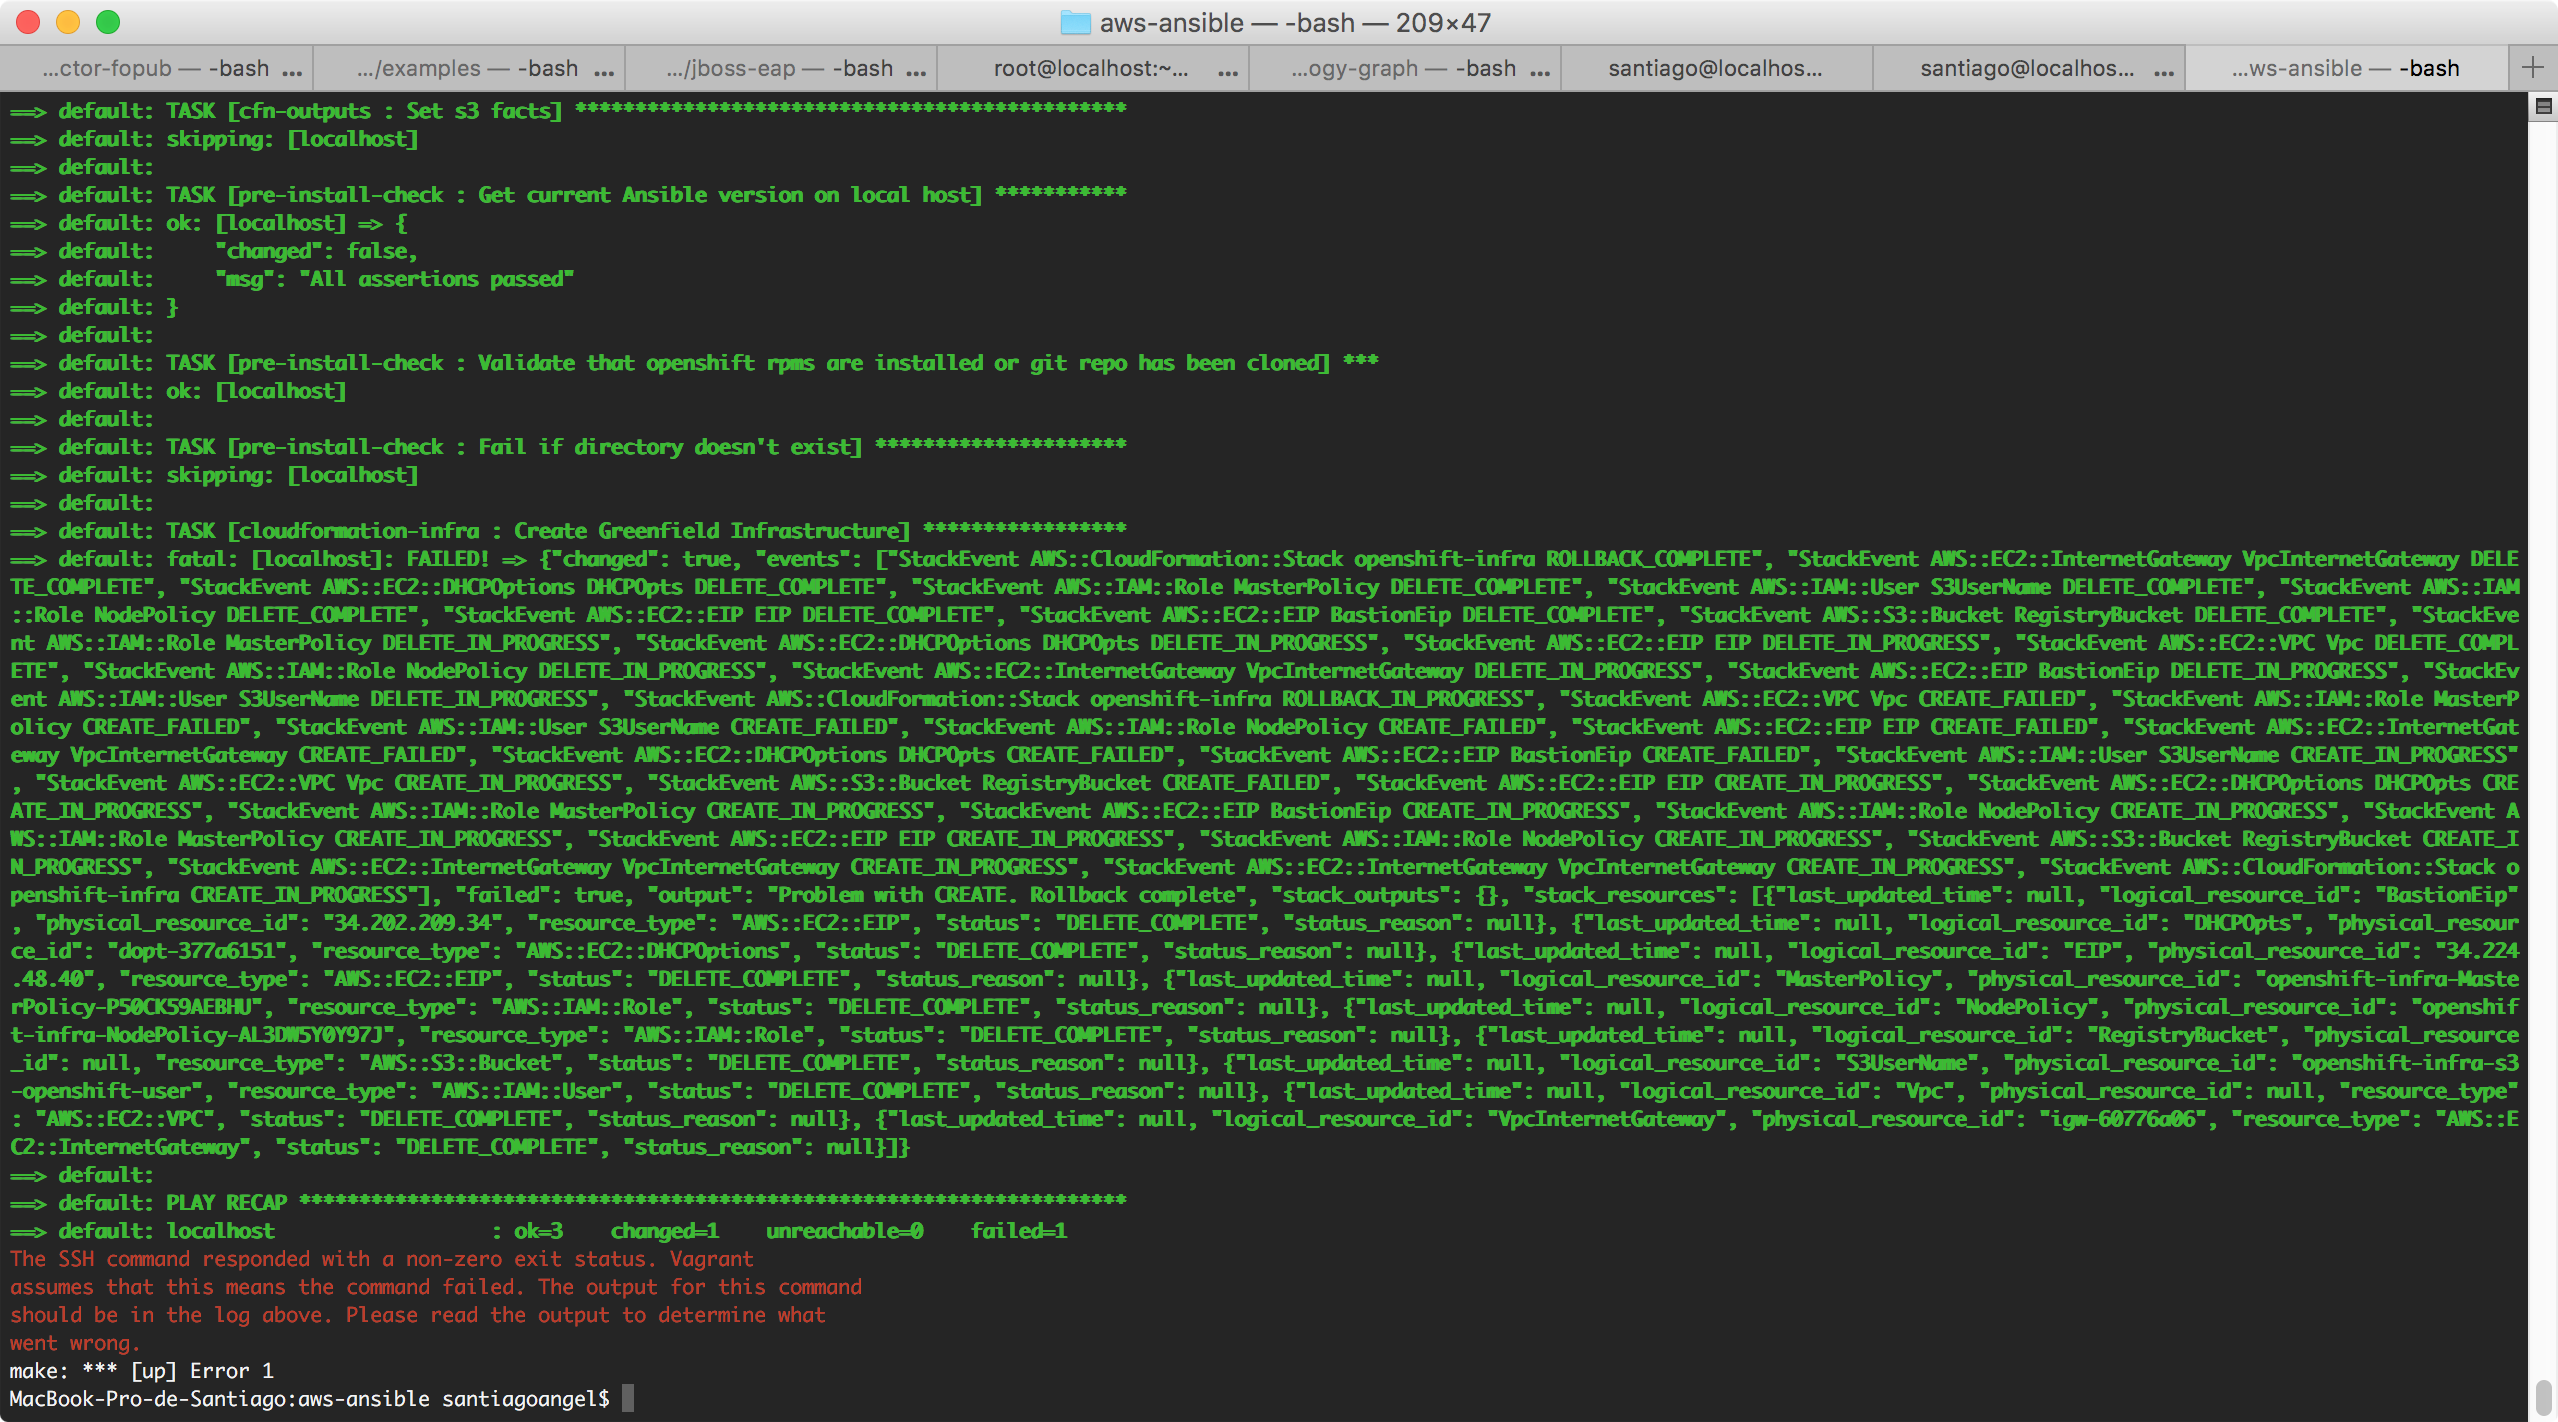 aws-ansible — -bash — 209×47
...ctor-fopub — -bash ... .../examples — -bash ... .../jboss-eap — -bash ... root@localhost:~... ... ...ogy-graph — -bash ... santiago@localhos... santiago@localhos... ... ...ws-ansible — -bash +
==> default: TASK [cfn-outputs : Set s3 facts] **********************************************
==> default: skipping: [localhost]
==> default:
==> default: TASK [pre-install-check : Get current Ansible version on local host] ***********
==> default: ok: [localhost] => {
==> default:     "changed": false,
==> default:     "msg": "All assertions passed"
==> default: }
==> default:
==> default: TASK [pre-install-check : Validate that openshift rpms are installed or git repo has been cloned] ***
==> default: ok: [localhost]
==> default:
==> default: TASK [pre-install-check : Fail if directory doesn't exist] *********************
==> default: skipping: [localhost]
==> default:
==> default: TASK [cloudformation-infra : Create Greenfield Infrastructure] *****************
==> default: fatal: [localhost]: FAILED! => {"changed": true, "events": ["StackEvent AWS::CloudFormation::Stack openshift-infra ROLLBACK_COMPLETE", "StackEvent AWS::EC2::InternetGateway VpcInternetGateway DELE
TE_COMPLETE", "StackEvent AWS::EC2::DHCPOptions DHCPOpts DELETE_COMPLETE", "StackEvent AWS::IAM::Role MasterPolicy DELETE_COMPLETE", "StackEvent AWS::IAM::User S3UserName DELETE_COMPLETE", "StackEvent AWS::IAM
::Role NodePolicy DELETE_COMPLETE", "StackEvent AWS::EC2::EIP EIP DELETE_COMPLETE", "StackEvent AWS::EC2::EIP BastionEip DELETE_COMPLETE", "StackEvent AWS::S3::Bucket RegistryBucket DELETE_COMPLETE", "StackEve
nt AWS::IAM::Role MasterPolicy DELETE_IN_PROGRESS", "StackEvent AWS::EC2::DHCPOptions DHCPOpts DELETE_IN_PROGRESS", "StackEvent AWS::EC2::EIP EIP DELETE_IN_PROGRESS", "StackEvent AWS::EC2::VPC Vpc DELETE_COMPL
ETE", "StackEvent AWS::IAM::Role NodePolicy DELETE_IN_PROGRESS", "StackEvent AWS::EC2::InternetGateway VpcInternetGateway DELETE_IN_PROGRESS", "StackEvent AWS::EC2::EIP BastionEip DELETE_IN_PROGRESS", "StackEv
ent AWS::IAM::User S3UserName DELETE_IN_PROGRESS", "StackEvent AWS::CloudFormation::Stack openshift-infra ROLLBACK_IN_PROGRESS", "StackEvent AWS::EC2::VPC Vpc CREATE_FAILED", "StackEvent AWS::IAM::Role MasterP
olicy CREATE_FAILED", "StackEvent AWS::IAM::User S3UserName CREATE_FAILED", "StackEvent AWS::IAM::Role NodePolicy CREATE_FAILED", "StackEvent AWS::EC2::EIP EIP CREATE_FAILED", "StackEvent AWS::EC2::InternetGat
eway VpcInternetGateway CREATE_FAILED", "StackEvent AWS::EC2::DHCPOptions DHCPOpts CREATE_FAILED", "StackEvent AWS::EC2::EIP BastionEip CREATE_FAILED", "StackEvent AWS::IAM::User S3UserName CREATE_IN_PROGRESS"
, "StackEvent AWS::EC2::VPC Vpc CREATE_IN_PROGRESS", "StackEvent AWS::S3::Bucket RegistryBucket CREATE_FAILED", "StackEvent AWS::EC2::EIP EIP CREATE_IN_PROGRESS", "StackEvent AWS::EC2::DHCPOptions DHCPOpts CRE
ATE_IN_PROGRESS", "StackEvent AWS::IAM::Role MasterPolicy CREATE_IN_PROGRESS", "StackEvent AWS::EC2::EIP BastionEip CREATE_IN_PROGRESS", "StackEvent AWS::IAM::Role NodePolicy CREATE_IN_PROGRESS", "StackEvent A
WS::IAM::Role MasterPolicy CREATE_IN_PROGRESS", "StackEvent AWS::EC2::EIP EIP CREATE_IN_PROGRESS", "StackEvent AWS::IAM::Role NodePolicy CREATE_IN_PROGRESS", "StackEvent AWS::S3::Bucket RegistryBucket CREATE_I
N_PROGRESS", "StackEvent AWS::EC2::InternetGateway VpcInternetGateway CREATE_IN_PROGRESS", "StackEvent AWS::EC2::InternetGateway VpcInternetGateway CREATE_IN_PROGRESS", "StackEvent AWS::CloudFormation::Stack o
penshift-infra CREATE_IN_PROGRESS"], "failed": true, "output": "Problem with CREATE. Rollback complete", "stack_outputs": {}, "stack_resources": [{"last_updated_time": null, "logical_resource_id": "BastionEip"
, "physical_resource_id": "34.202.209.34", "resource_type": "AWS::EC2::EIP", "status": "DELETE_COMPLETE", "status_reason": null}, {"last_updated_time": null, "logical_resource_id": "DHCPOpts", "physical_resour
ce_id": "dopt-377a6151", "resource_type": "AWS::EC2::DHCPOptions", "status": "DELETE_COMPLETE", "status_reason": null}, {"last_updated_time": null, "logical_resource_id": "EIP", "physical_resource_id": "34.224
.48.40", "resource_type": "AWS::EC2::EIP", "status": "DELETE_COMPLETE", "status_reason": null}, {"last_updated_time": null, "logical_resource_id": "MasterPolicy", "physical_resource_id": "openshift-infra-Maste
rPolicy-P50CK59AEBHU", "resource_type": "AWS::IAM::Role", "status": "DELETE_COMPLETE", "status_reason": null}, {"last_updated_time": null, "logical_resource_id": "NodePolicy", "physical_resource_id": "openshif
t-infra-NodePolicy-AL3DW5Y0Y97J", "resource_type": "AWS::IAM::Role", "status": "DELETE_COMPLETE", "status_reason": null}, {"last_updated_time": null, "logical_resource_id": "RegistryBucket", "physical_resource
_id": null, "resource_type": "AWS::S3::Bucket", "status": "DELETE_COMPLETE", "status_reason": null}, {"last_updated_time": null, "logical_resource_id": "S3UserName", "physical_resource_id": "openshift-infra-s3
-openshift-user", "resource_type": "AWS::IAM::User", "status": "DELETE_COMPLETE", "status_reason": null}, {"last_updated_time": null, "logical_resource_id": "Vpc", "physical_resource_id": null, "resource_type"
: "AWS::EC2::VPC", "status": "DELETE_COMPLETE", "status_reason": null}, {"last_updated_time": null, "logical_resource_id": "VpcInternetGateway", "physical_resource_id": "igw-60776a06", "resource_type": "AWS::E
C2::InternetGateway", "status": "DELETE_COMPLETE", "status_reason": null}]}
==> default:
==> default: PLAY RECAP *********************************************************************
==> default: localhost                  : ok=3    changed=1    unreachable=0    failed=1
The SSH command responded with a non-zero exit status. Vagrant
assumes that this means the command failed. The output for this command
should be in the log above. Please read the output to determine what
went wrong.
make: *** [up] Error 1
MacBook-Pro-de-Santiago:aws-ansible santiagoangel$